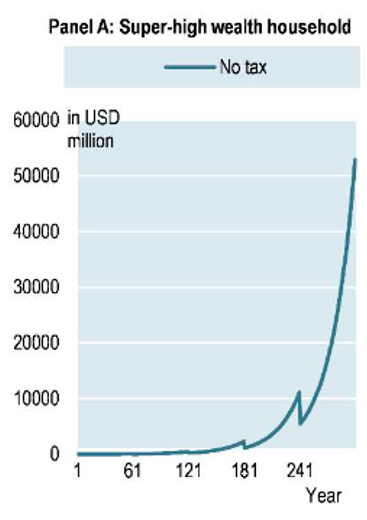 Panel A: Super-high wealth household
No tax
60000 in USD
million
50000
40000
30000
20000
10000
0
1 61 121 181 241
Year